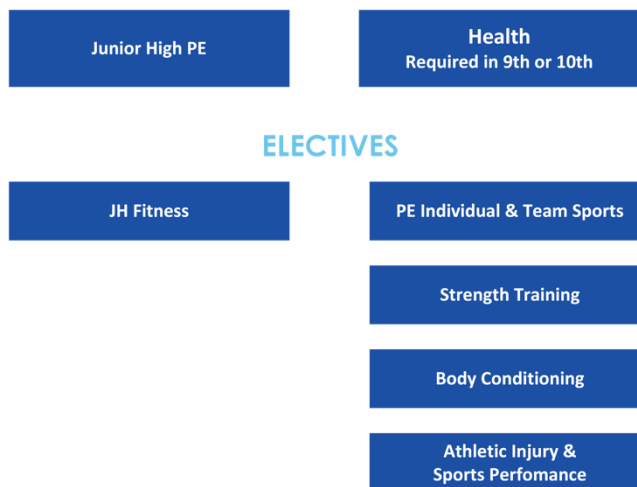 Junior High PE
Health
Required in 9th or 10th
ELECTIVES
JH Fitness
PE Individual & Team Sports
Strength Training
Body Conditioning
Athletic Injury &
Sports Perfomance